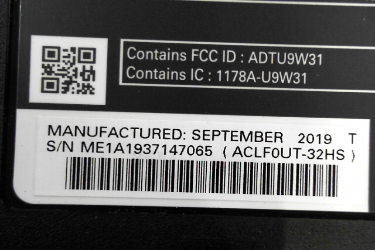 Contains FCC ID : ADTU9W31
Contains IC : 1178A-U9W31
MANUFACTURED: SEPTEMBER 2019 T
S/N ME1A1937147065 ( ACLF0UT-32HS )